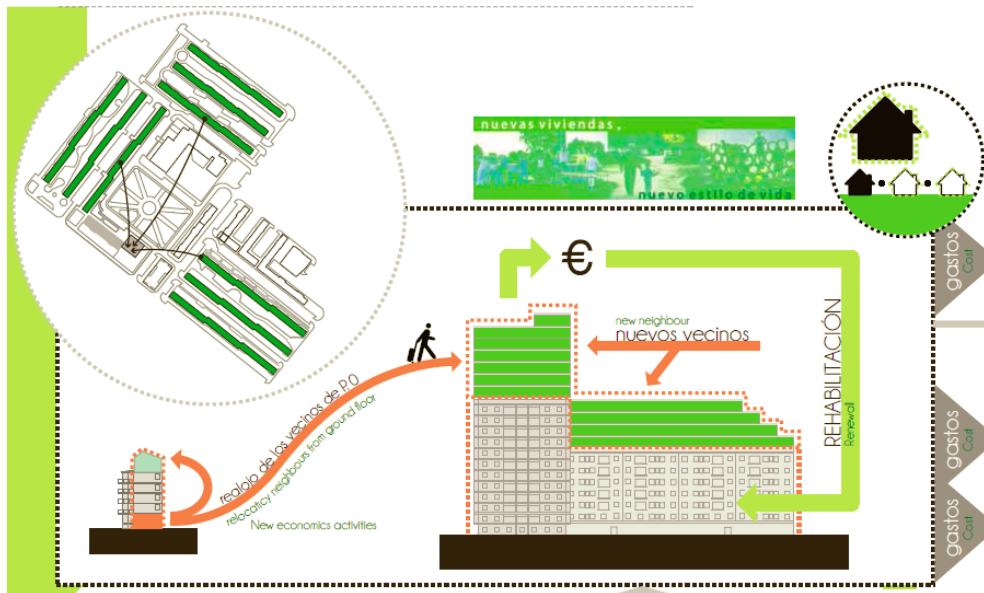 nuevas viviendas,
nuevo estilo de vida
€
new neighbour
nuevos vecinos
REHABILITACIÓN
Renewall
realojo de los vecinos de P.0
relocaticy neighbours from ground floor
New economics activities
gastos
Cost
gastos
Cost
gastos
Cost